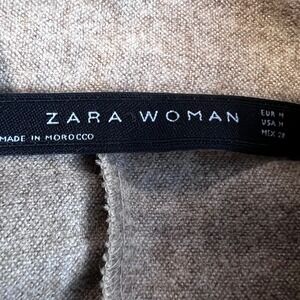 ZARA WOMAN
MADE IN MOROCCO
EUR M
USA M
MEX 28